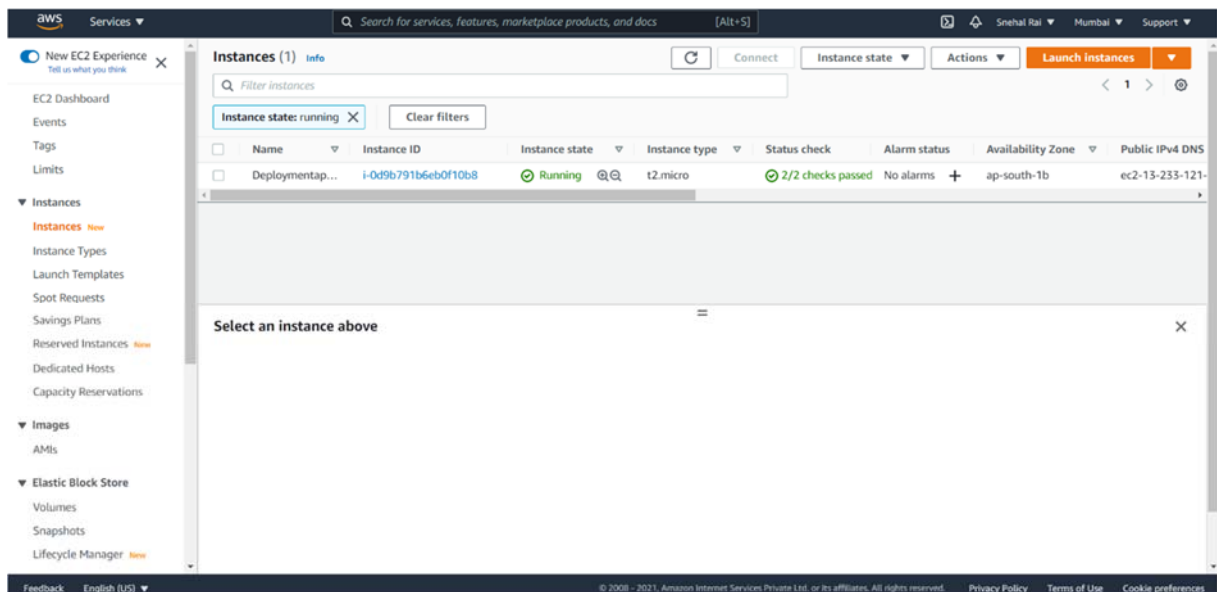 aws Services Search for services, features, marketplace products, and docs [Alt+S] Snehal Rai Mumbai Support
New EC2 Experience
Tell us what you think
EC2 Dashboard
Events
Tags
Limits
Instances
Instances New
Instance Types
Launch Templates
Spot Requests
Savings Plans
Reserved Instances New
Dedicated Hosts
Capacity Reservations
Images
AMIs
Elastic Block Store
Volumes
Snapshots
Lifecycle Manager New
Instances (1) Info Connect Instance state Actions Launch instances
Filter instances 1
Instance state: running Clear filters
Name Instance ID Instance state Instance type Status check Alarm status Availability Zone Public IPv4 DNS
Deploymentap... i-0d9b791b6eb0f10b8 Running t2.micro 2/2 checks passed No alarms ap-south-1b ec2-13-233-121-
Select an instance above
Feedback English (US) © 2008 - 2021, Amazon Internet Services Private Ltd. or its affiliates. All rights reserved. Privacy Policy Terms of Use Cookie preferences